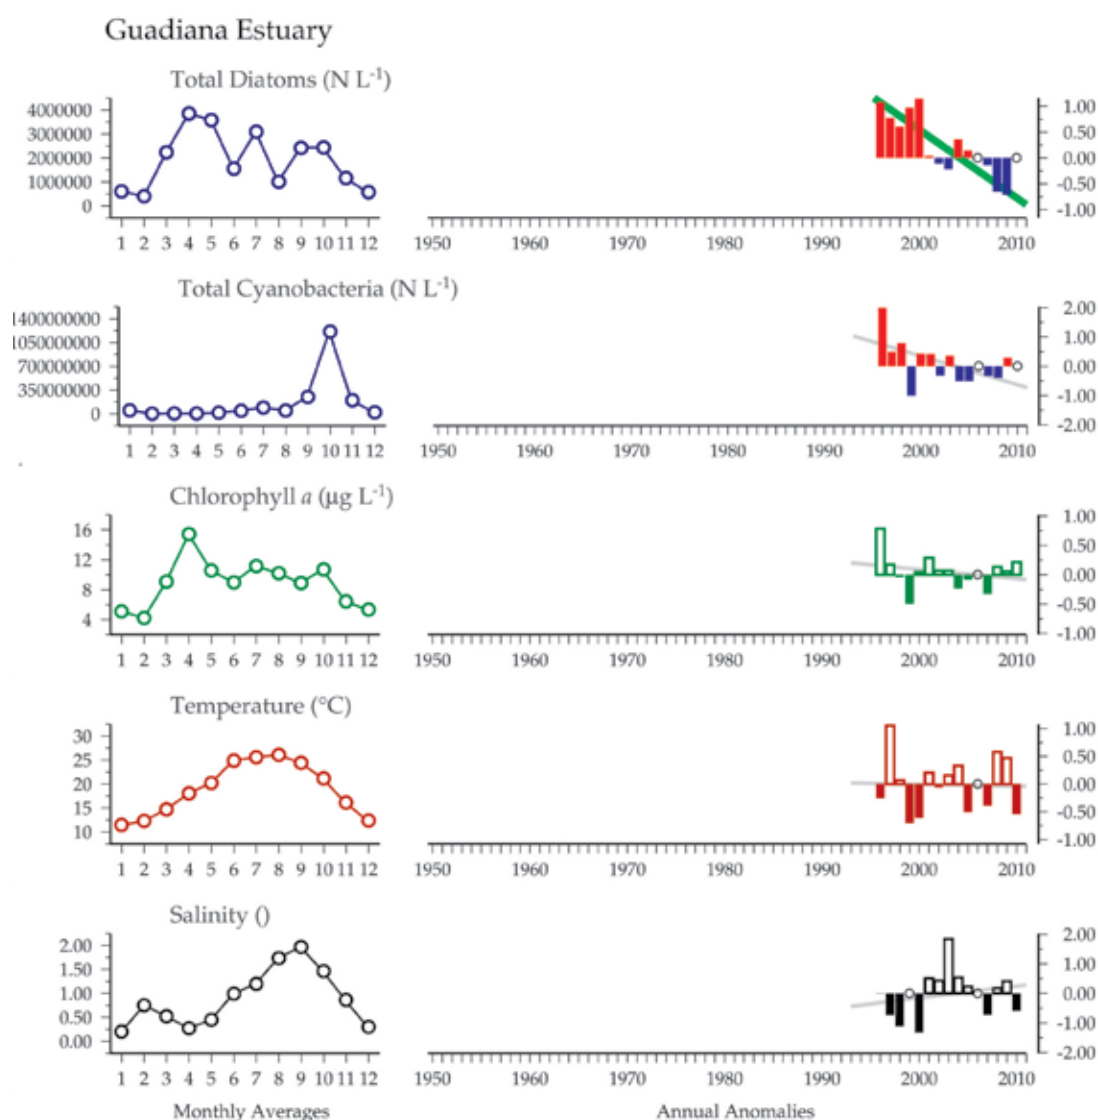 Guadiana Estuary
Total Diatoms (N L-1)
4000000
3000000
2000000
1000000
0
1 2 3 4 5 6 7 8 9 10 11 12
1950 1960 1970 1980 1990 2000 2010
1.00
0.50
0.00
-0.50
-1.00
Total Cyanobacteria (N L-1)
1400000000
1050000000
700000000
350000000
0
1 2 3 4 5 6 7 8 9 10 11 12
1950 1960 1970 1980 1990 2000 2010
2.00
1.00
0.00
-1.00
-2.00
Chlorophyll a (µg L-1)
16
12
8
4
1 2 3 4 5 6 7 8 9 10 11 12
1950 1960 1970 1980 1990 2000 2010
1.00
0.50
0.00
-0.50
-1.00
Temperature (°C)
30
25
20
15
10
1 2 3 4 5 6 7 8 9 10 11 12
1950 1960 1970 1980 1990 2000 2010
1.00
0.50
0.00
-0.50
-1.00
Salinity ()
2.00
1.50
1.00
0.50
0.00
1 2 3 4 5 6 7 8 9 10 11 12
1950 1960 1970 1980 1990 2000 2010
2.00
1.00
0.00
-1.00
-2.00
Monthly Averages
Annual Anomalies